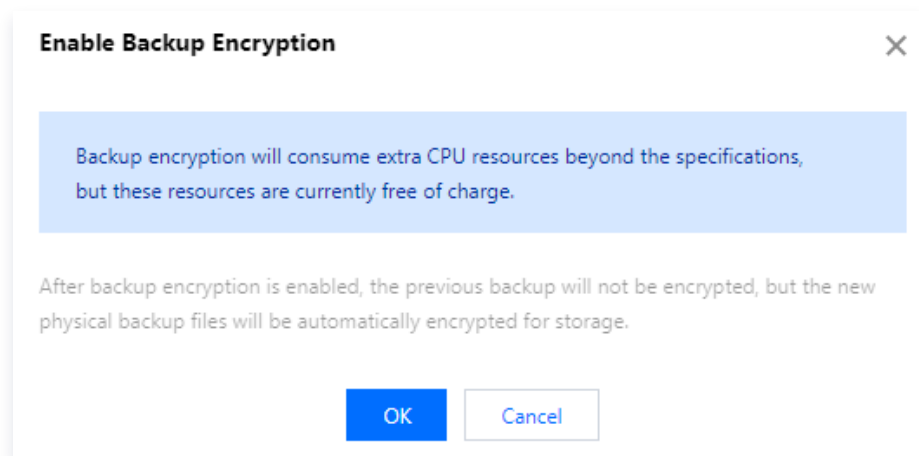 Enable Backup Encryption
Backup encryption will consume extra CPU resources beyond the specifications,
but these resources are currently free of charge.
After backup encryption is enabled, the previous backup will not be encrypted, but the new
physical backup files will be automatically encrypted for storage.
OK
Cancel